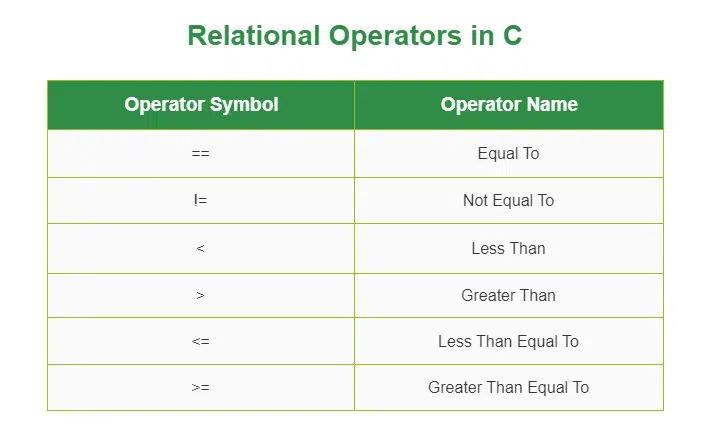 Relational Operators in C
Operator Symbol Operator Name
== Equal To
!= Not Equal To
< Less Than
> Greater Than
<= Less Than Equal To
>= Greater Than Equal To